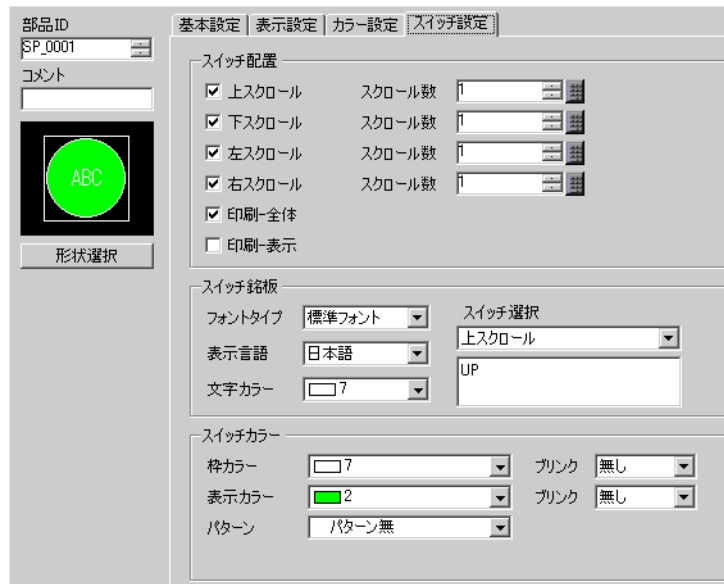 部品ID
SP_0001
コメント
ABC
形状選択
基本設定 表示設定 カラー設定 スイッチ設定
スイッチ配置
上スクロール スクロール数 1
下スクロール スクロール数 1
左スクロール スクロール数 1
右スクロール スクロール数 1
印刷-全体
印刷-表示
スイッチ銘板
フォントタイプ 標準フォント
表示言語 日本語
文字カラー 7
スイッチ選択
上スクロール
UP
スイッチカラー
枠カラー 7 ブリンク 無し
表示カラー 2 ブリンク 無し
パターン パターン無